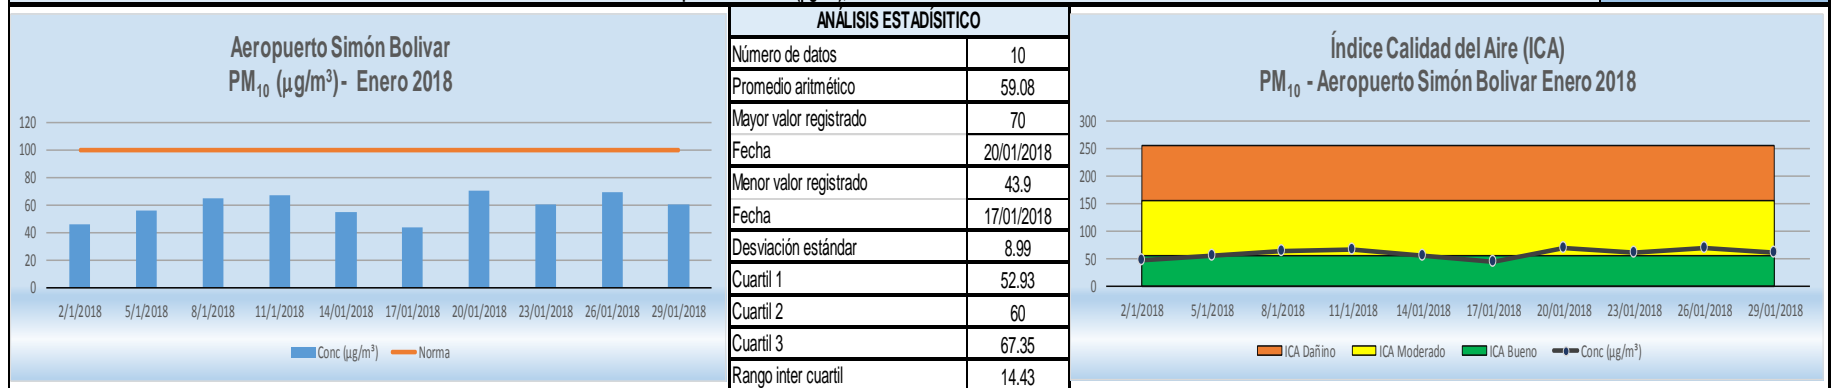 Aeropuerto Simón Bolivar
PM₁₀ (µg/m³) - Enero 2018
120
100
80
60
40
20
0
2/1/2018 5/1/2018 8/1/2018 11/1/2018 14/01/2018 17/01/2018 20/01/2018 23/01/2018 26/01/2018 29/01/2018
Conc (µg/m³) Norma
ANÁLISIS ESTADÍSITICO
Número de datos 10
Promedio aritmético 59.08
Mayor valor registrado 70
Fecha 20/01/2018
Menor valor registrado 43.9
Fecha 17/01/2018
Desviación estándar 8.99
Cuartil 1 52.93
Cuartil 2 60
Cuartil 3 67.35
Rango inter cuartil 14.43
Índice Calidad del Aire (ICA)
PM₁₀ - Aeropuerto Simón Bolivar Enero 2018
300
250
200
150
100
50
0
2/1/2018 5/1/2018 8/1/2018 11/1/2018 14/01/2018 17/01/2018 20/01/2018 23/01/2018 26/01/2018 29/01/2018
ICA Dañino ICA Moderado ICA Bueno Conc (µg/m³)